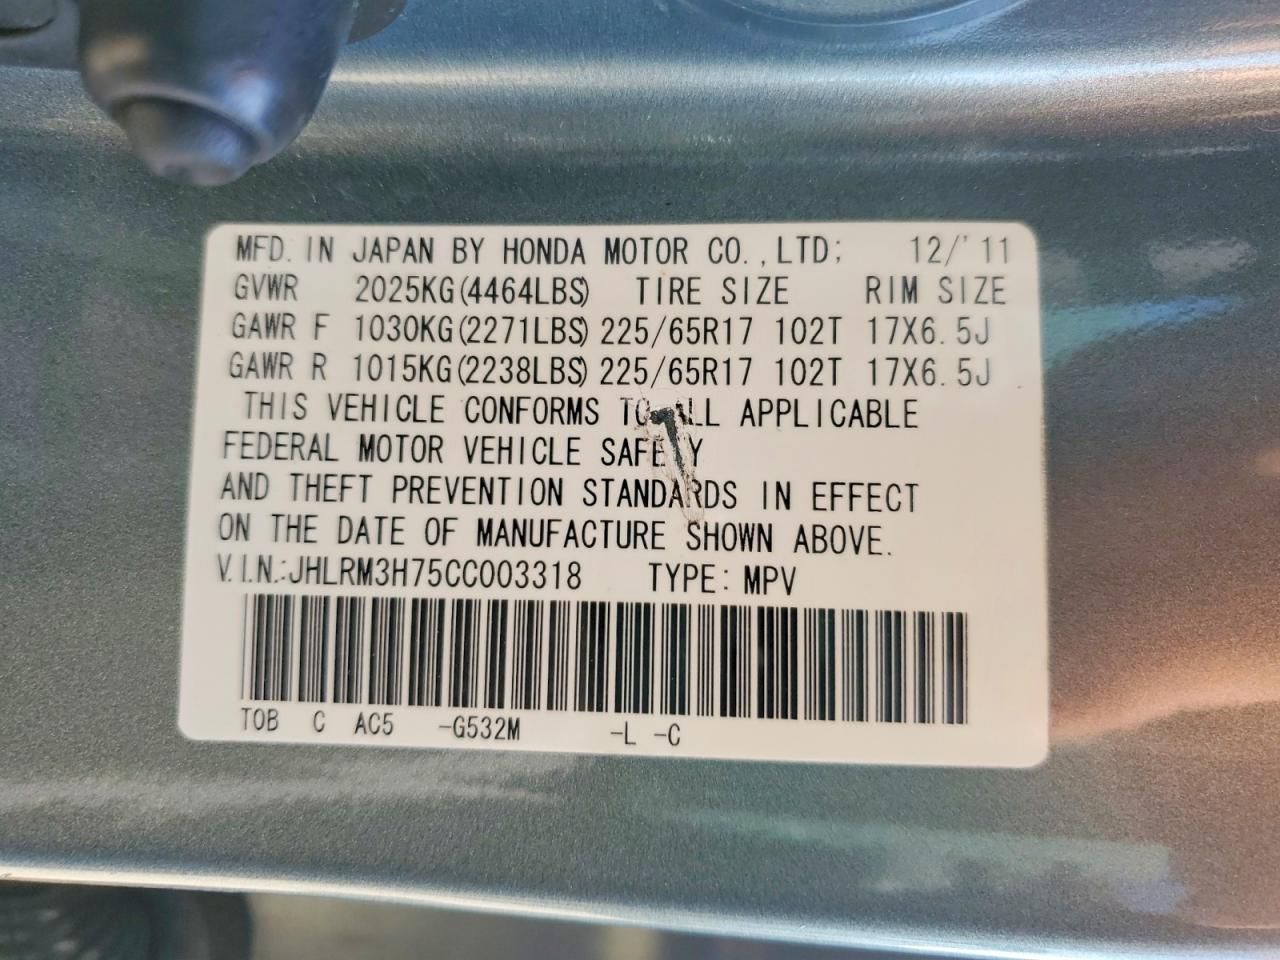 MFD. IN JAPAN BY HONDA MOTOR CO.,LTD; 12/'11
GVWR 2025KG(4464LBS) TIRE SIZE RIM SIZE
GAWR F 1030KG(2271LBS) 225/65R17 102T 17X6.5J
GAWR R 1015KG(2238LBS) 225/65R17 102T 17X6.5J
THIS VEHICLE CONFORMS TO ALL APPLICABLE
FEDERAL MOTOR VEHICLE SAFETY
AND THEFT PREVENTION STANDARDS IN EFFECT
ON THE DATE OF MANUFACTURE SHOWN ABOVE.
V.I.N.:JHLRM3H75CC003318 TYPE: MPV
TOB C AC5 -G532M -L -C